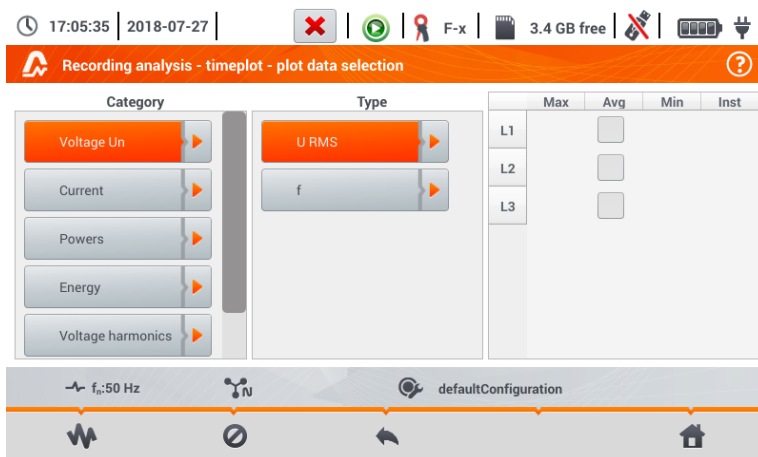 17:05:35 2018-07-27 F-x 3.4 GB free
Recording analysis - timeplot - plot data selection ?
Category
Voltage Un
Current
Powers
Energy
Voltage harmonics
Type
U RMS
f
Max Avg Min Inst
L1
L2
L3
fn:50 Hz N defaultConfiguration